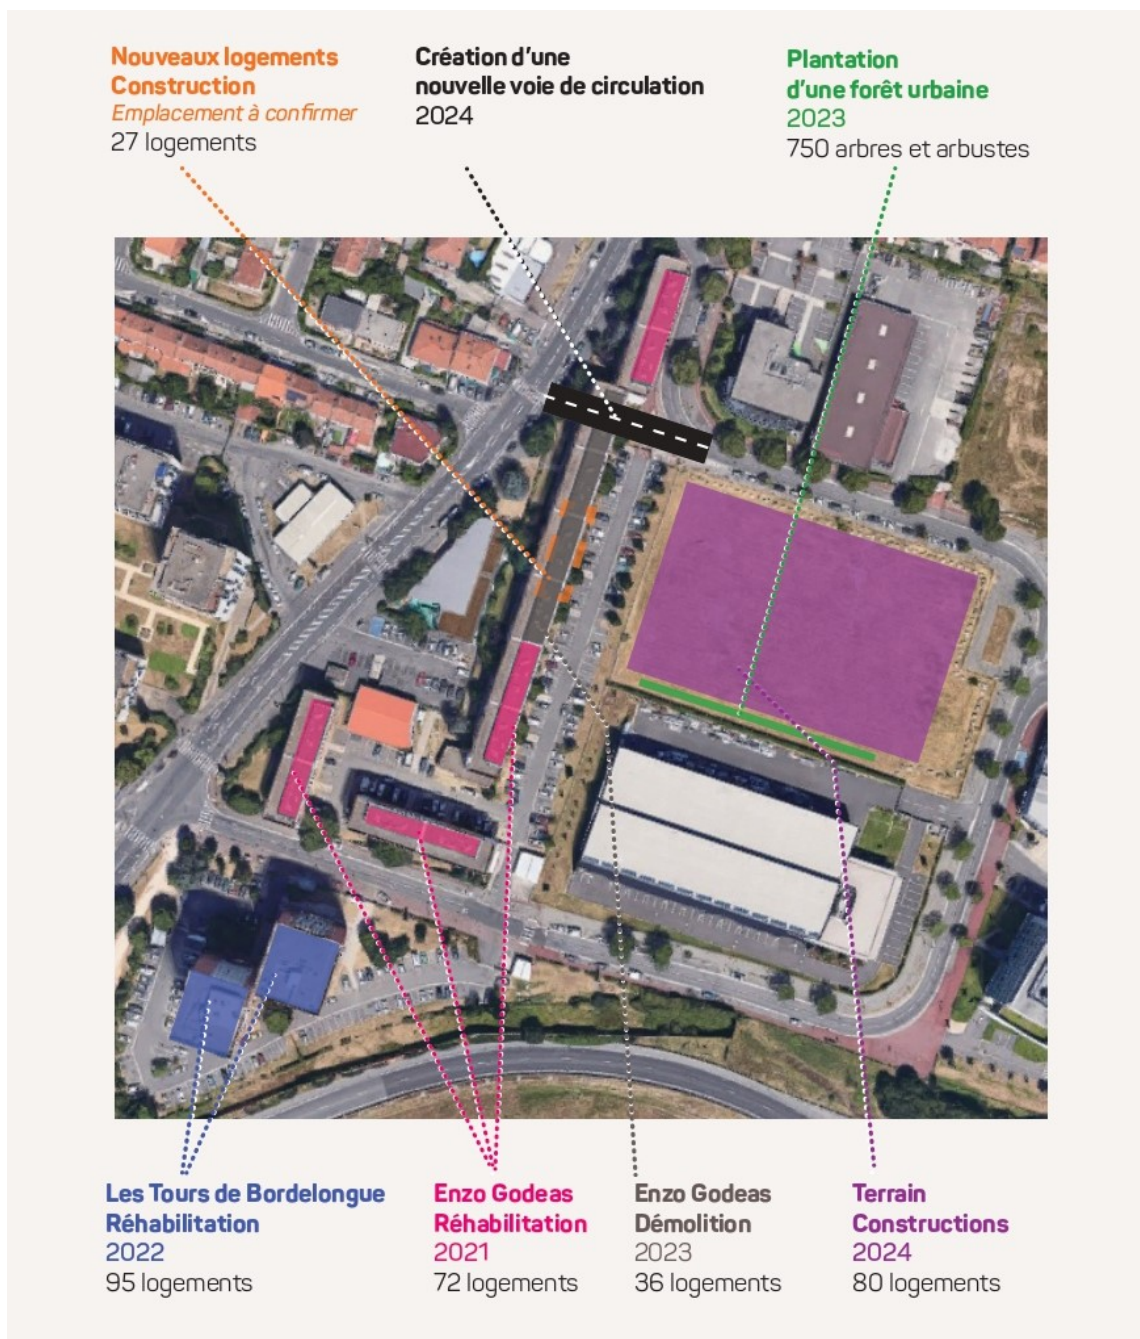 Nouveaux logements
Construction
Emplacement à confirmer
27 logements
Création d'une
nouvelle voie de circulation
2024
Plantation
d'une forêt urbaine
2023
750 arbres et arbustes
Les Tours de Bordelongue
Réhabilitation
2022
95 logements
Enzo Godeas
Réhabilitation
2021
72 logements
Enzo Godeas
Démolition
2023
36 logements
Terrain
Constructions
2024
80 logements